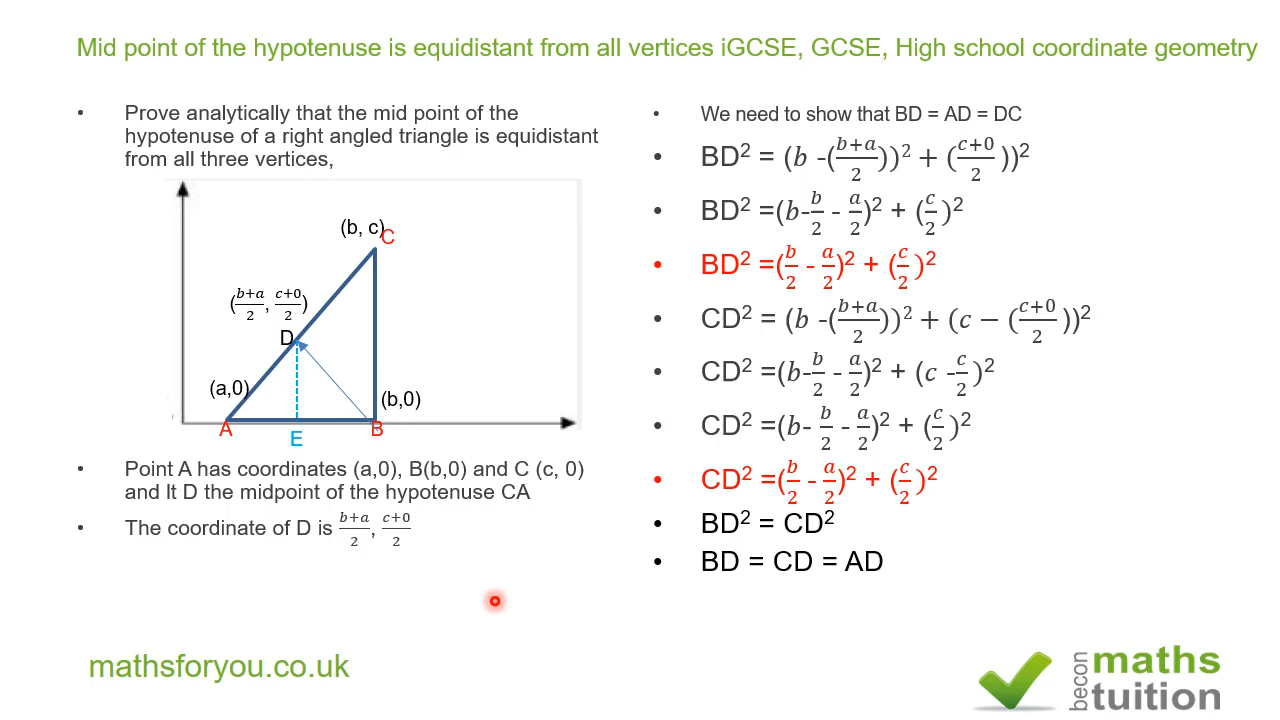 Mid point of the hypotenuse is equidistant from all vertices iGCSE, GCSE, High school coordinate geometry
• Prove analytically that the mid point of the
hypotenuse of a right angled triangle is equidistant
from all three vertices,
(b, c)
C
(b+a/2, c+0/2)
D
(a,0)
(b,0)
A
E
B
• Point A has coordinates (a,0), B(b,0) and C (c, 0)
and lt D the midpoint of the hypotenuse CA
• The coordinate of D is b+a/2, c+0/2
• We need to show that BD = AD = DC
• BD² = (b -(b+a/2))² + (c+0/2))²
• BD² =(b-b/2 - a/2)² + (c/2)²
• BD² =(b/2 - a/2)² + (c/2)²
• CD² = (b -(b+a/2))² + (c − (c+0/2))²
• CD² =(b-b/2 - a/2)² + (c -c/2)²
• CD² =(b- b/2 - a/2)² + (c/2)²
• CD² =(b/2 - a/2)² + (c/2)²
• BD² = CD²
• BD = CD = AD
mathsforyou.co.uk
becon
maths
tuition